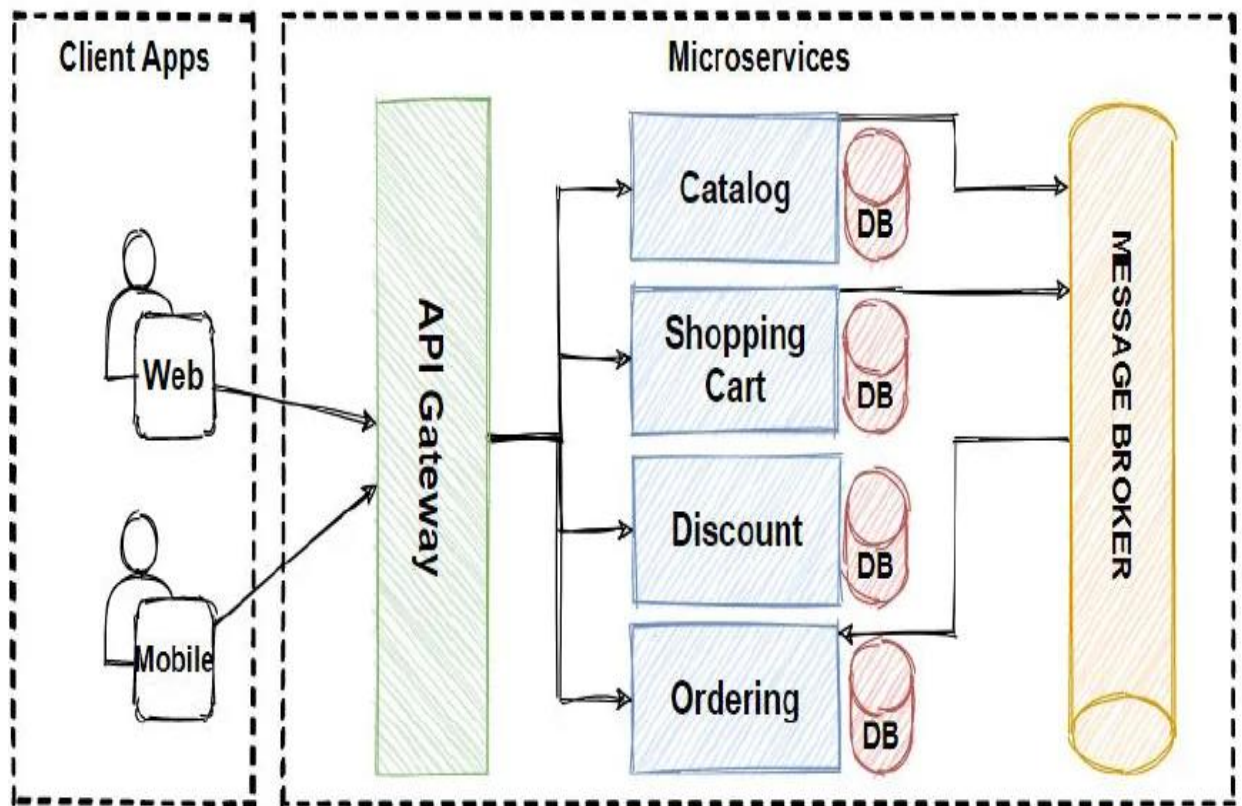 Client Apps
Microservices
Web
Mobile
API Gateway
Catalog
DB
Shopping
Cart
DB
Discount
DB
Ordering
DB
MESSAGE BROKER